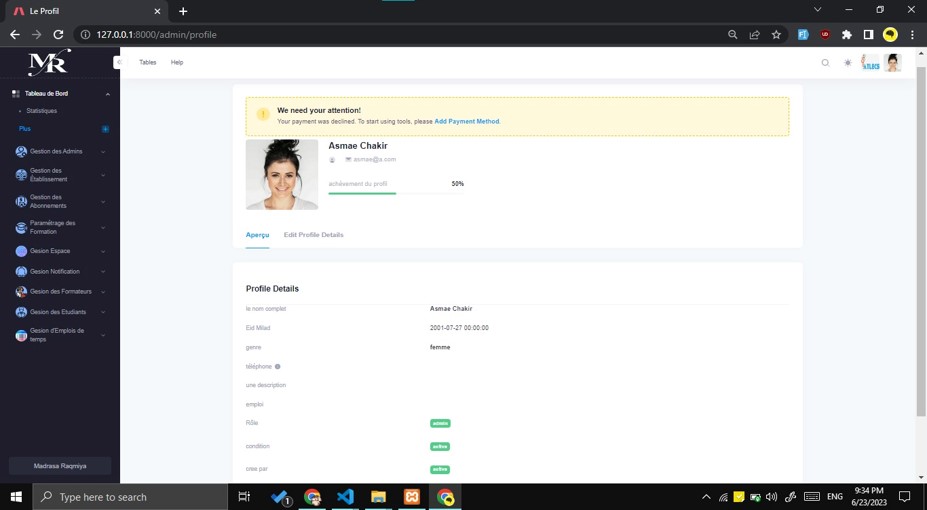 Le Profil
127.0.0.1:8000/admin/profile
MR
Tables
Help
Tableau de Bord
Statistiques
Plus
Gestion des Admins
Gestion des
Établissement
Gestion des
Abonnements
Paramétrage des
Formation
Gesion Espace
Gesion Notification
Gesion des Formateurs
Gesion des Etudiants
Gesion d'Emplois de
temps
Madrasa Raqmiya
We need your attention!
Your payment was declined. To start using tools, please Add Payment Method.
Asmae Chakir
asmae@a.com
achèvement du profil
50%
Aperçu
Edit Profile Details
Profile Details
le nom complet
Asmae Chakir
Eid Milad
2001-07-27 00:00:00
genre
femme
téléphone
une description
emploi
Rôle
admin
condition
active
cree par
active
Type here to search
1
ENG
9:34 PM
6/23/2023